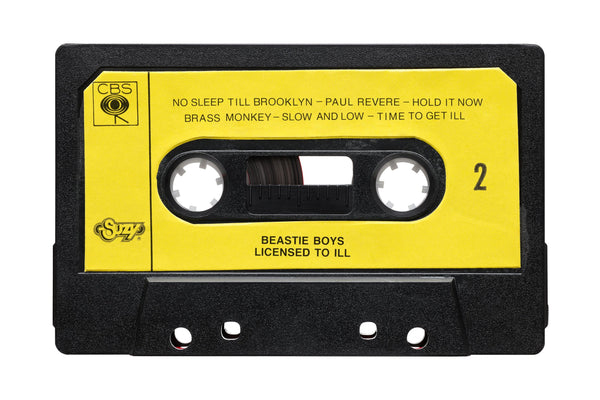 CBS
NO SLEEP TILL BROOKLYN – PAUL REVERE – HOLD IT NOW
BRASS MONKEY – SLOW AND LOW – TIME TO GET ILL
2
Suzy®
BEASTIE BOYS
LICENSED TO ILL